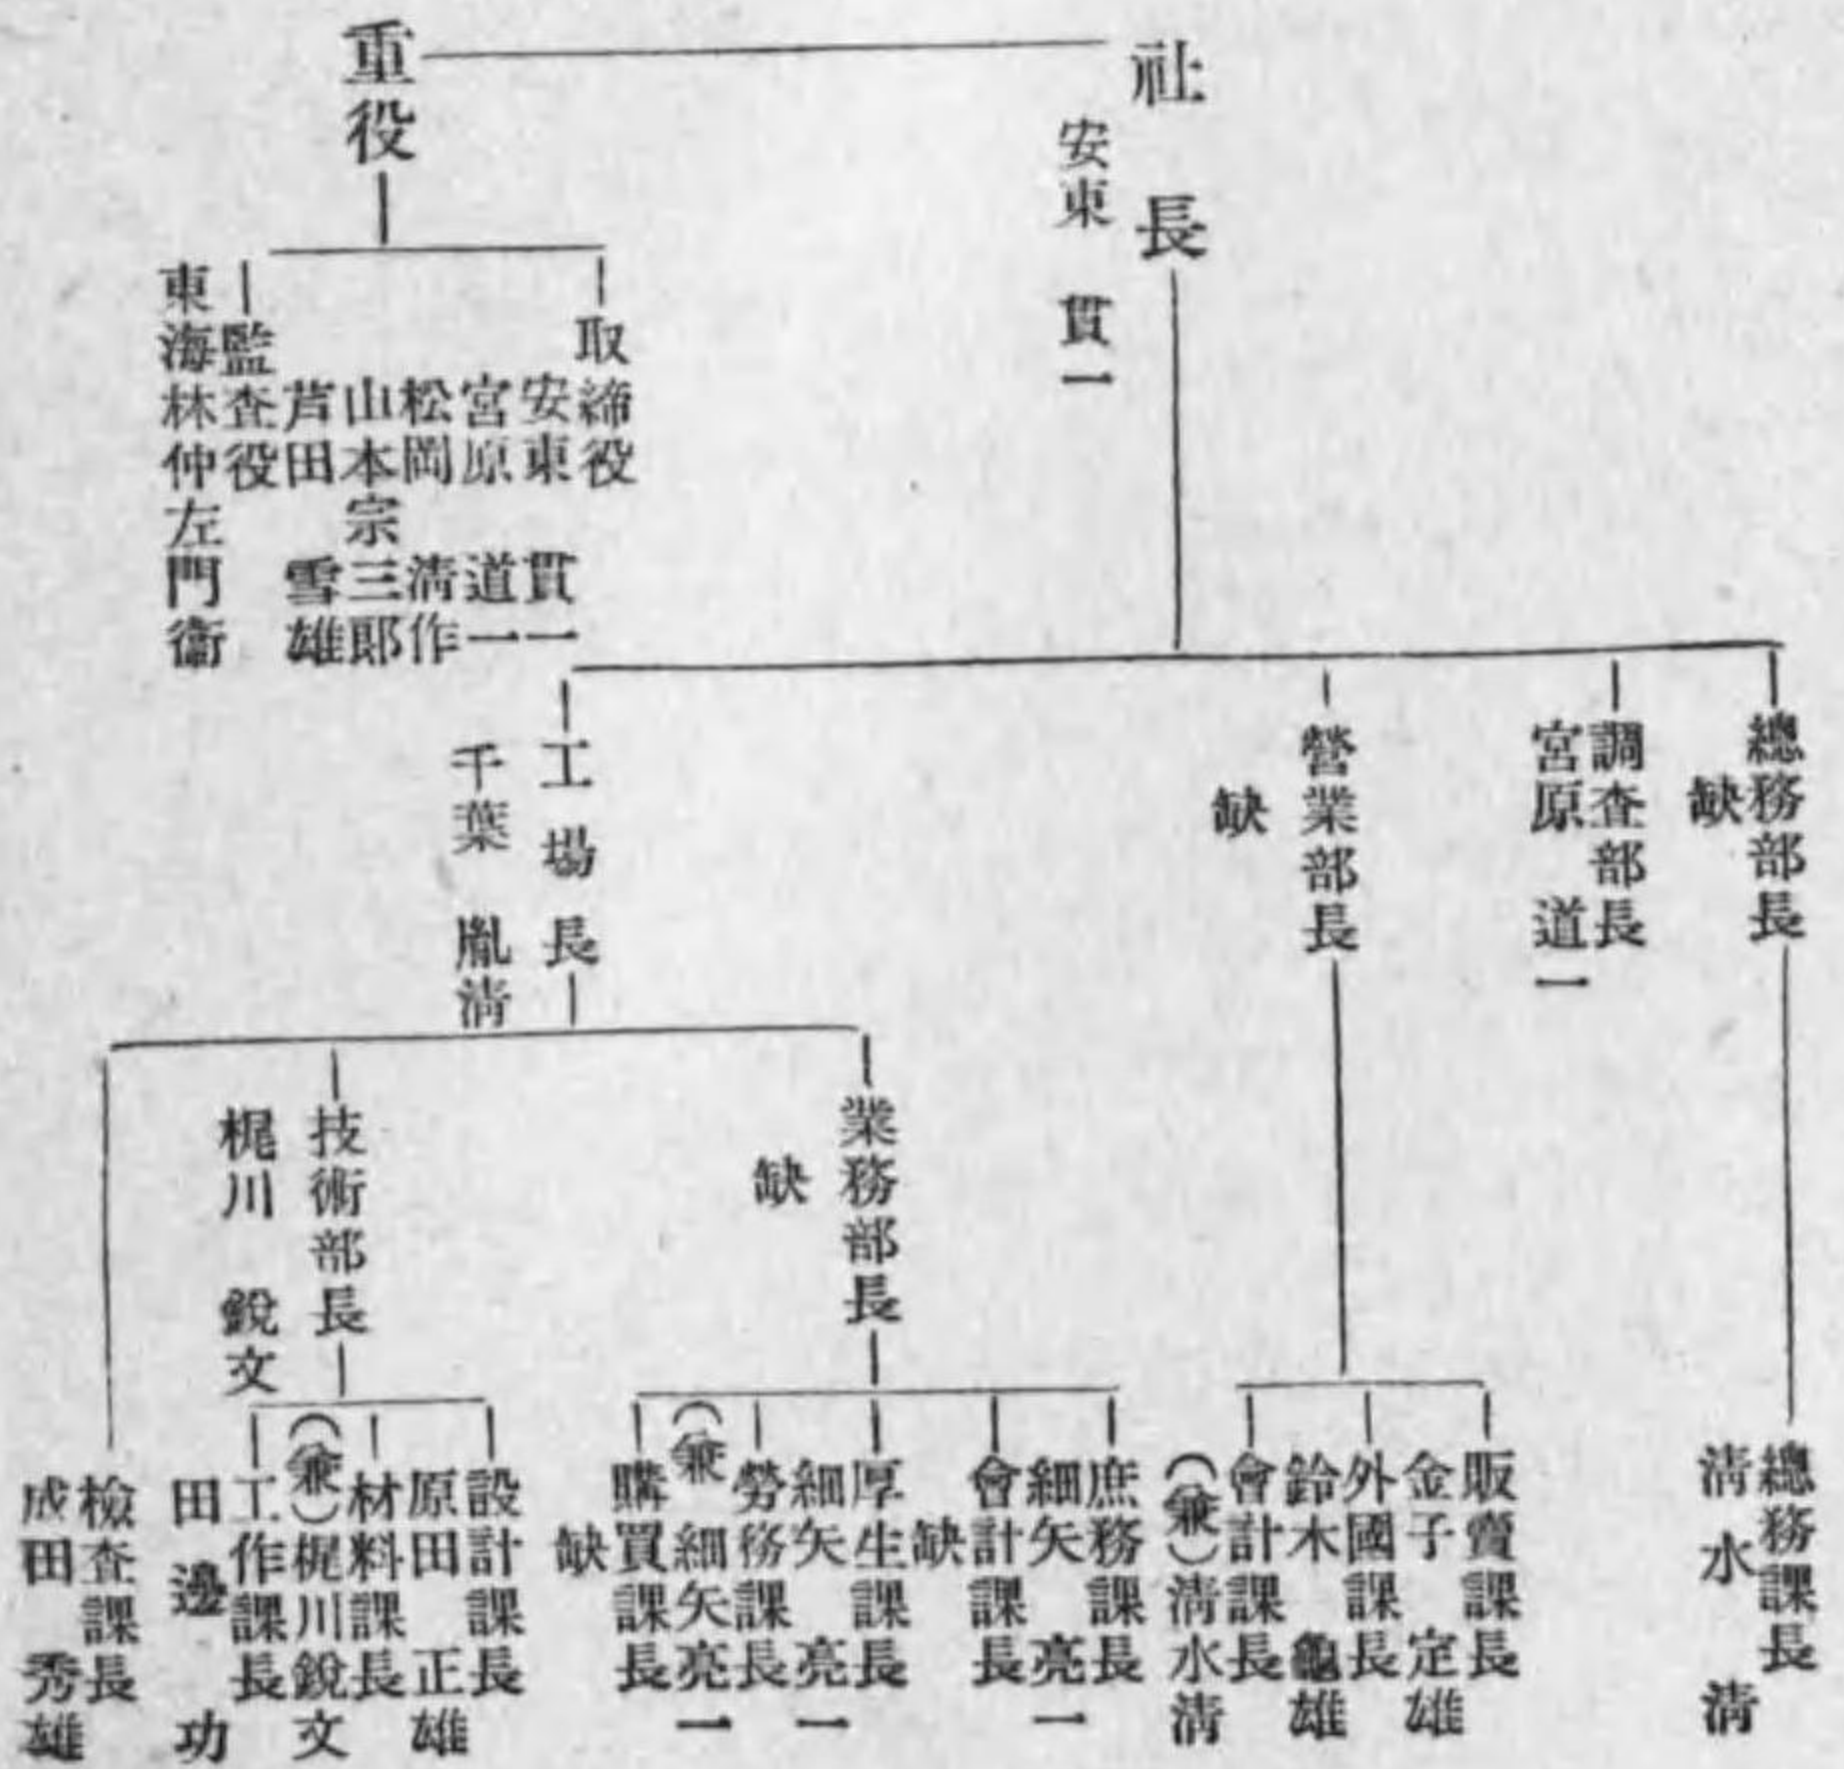 社長
安東 貫一
重役
取締役
安東 貫一
宮原 道一
松岡 清作
山本宗三郎
芦田 雪雄
監査役
東海林仲左門衞
總務部長
缺
調査部長
宮原 道一
營業部長
缺
工場長
千葉 胤清
業務部長
缺
技術部長
梶川 銳文
總務課長
清水 清
販賣課長
金子 定雄
外國課長
鈴木 龜雄
會計課長
(兼)清水清
庶務課長
細矢 亮一
會計課長
缺
厚生課長
細矢 亮一
勞務課長
(兼)細矢亮一
購買課長
缺
設計課長
原田 正雄
材料課長
(兼)梶川銳文
工作課長
田邊 功
檢査課長
成田 秀雄